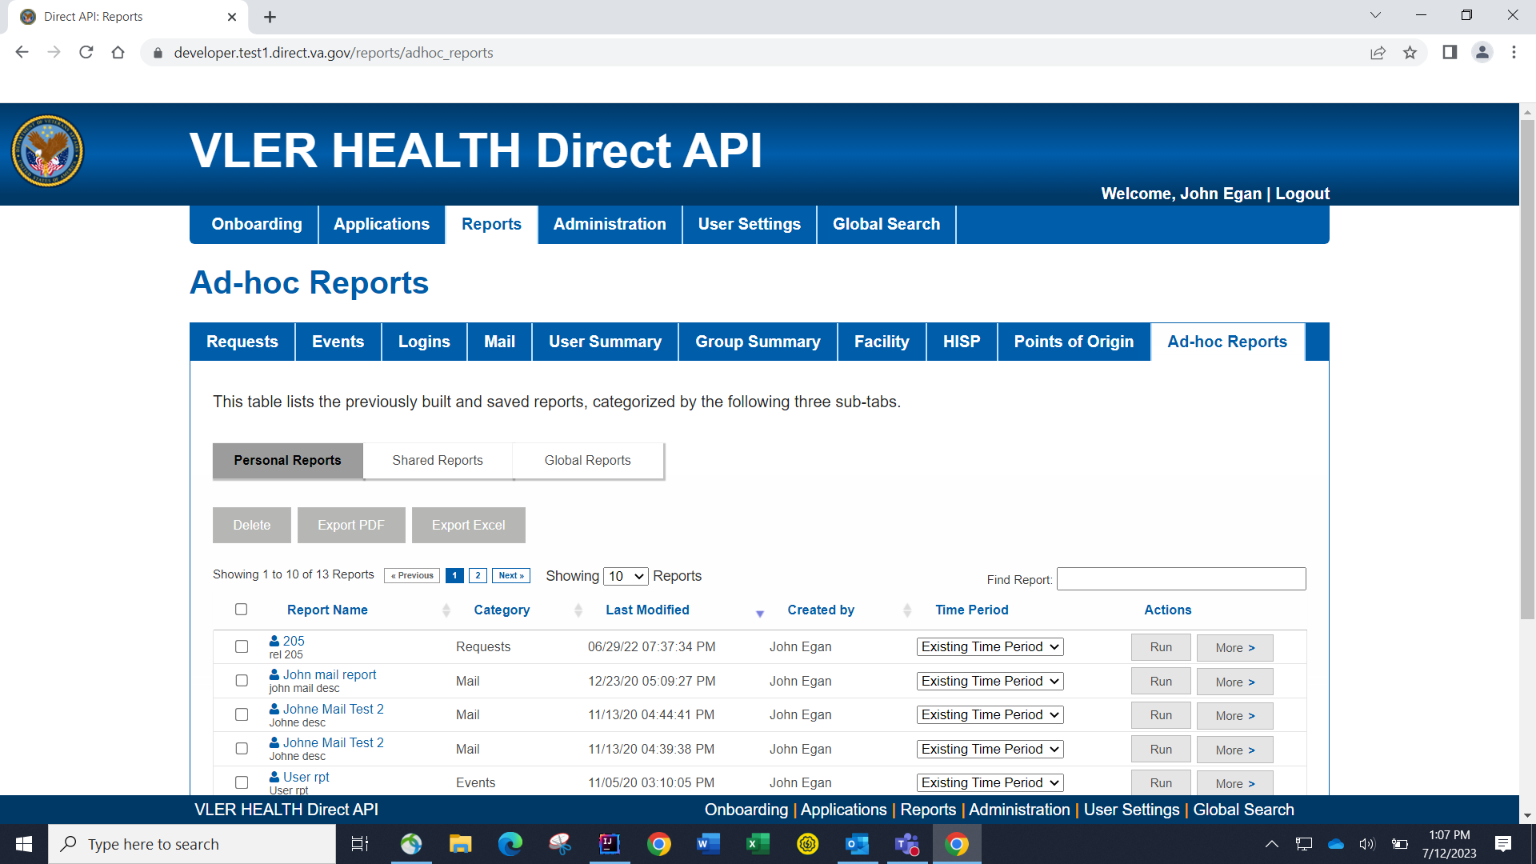 Direct API: Reports
developer.test1.direct.va.gov/reports/adhoc_reports
VLER HEALTH Direct API
Welcome, John Egan | Logout
Onboarding Applications Reports Administration User Settings Global Search
Ad-hoc Reports
Requests Events Logins Mail User Summary Group Summary Facility HISP Points of Origin Ad-hoc Reports
This table lists the previously built and saved reports, categorized by the following three sub-tabs.
Personal Reports Shared Reports Global Reports
Delete Export PDF Export Excel
Showing 1 to 10 of 13 Reports « Previous 1 2 Next » Showing 10 Reports Find Report:
Report Name Category Last Modified Created by Time Period Actions
205 Requests 06/29/22 07:37:34 PM John Egan Existing Time Period Run More >
rel 205
John mail report Mail 12/23/20 05:09:27 PM John Egan Existing Time Period Run More >
john mail desc
Johne Mail Test 2 Mail 11/13/20 04:44:41 PM John Egan Existing Time Period Run More >
Johne desc
Johne Mail Test 2 Mail 11/13/20 04:39:38 PM John Egan Existing Time Period Run More >
Johne desc
User rpt Events 11/05/20 03:10:05 PM John Egan Existing Time Period Run More >
User rpt
VLER HEALTH Direct API Onboarding | Applications | Reports | Administration | User Settings | Global Search
Type here to search
1:07 PM
7/12/2023